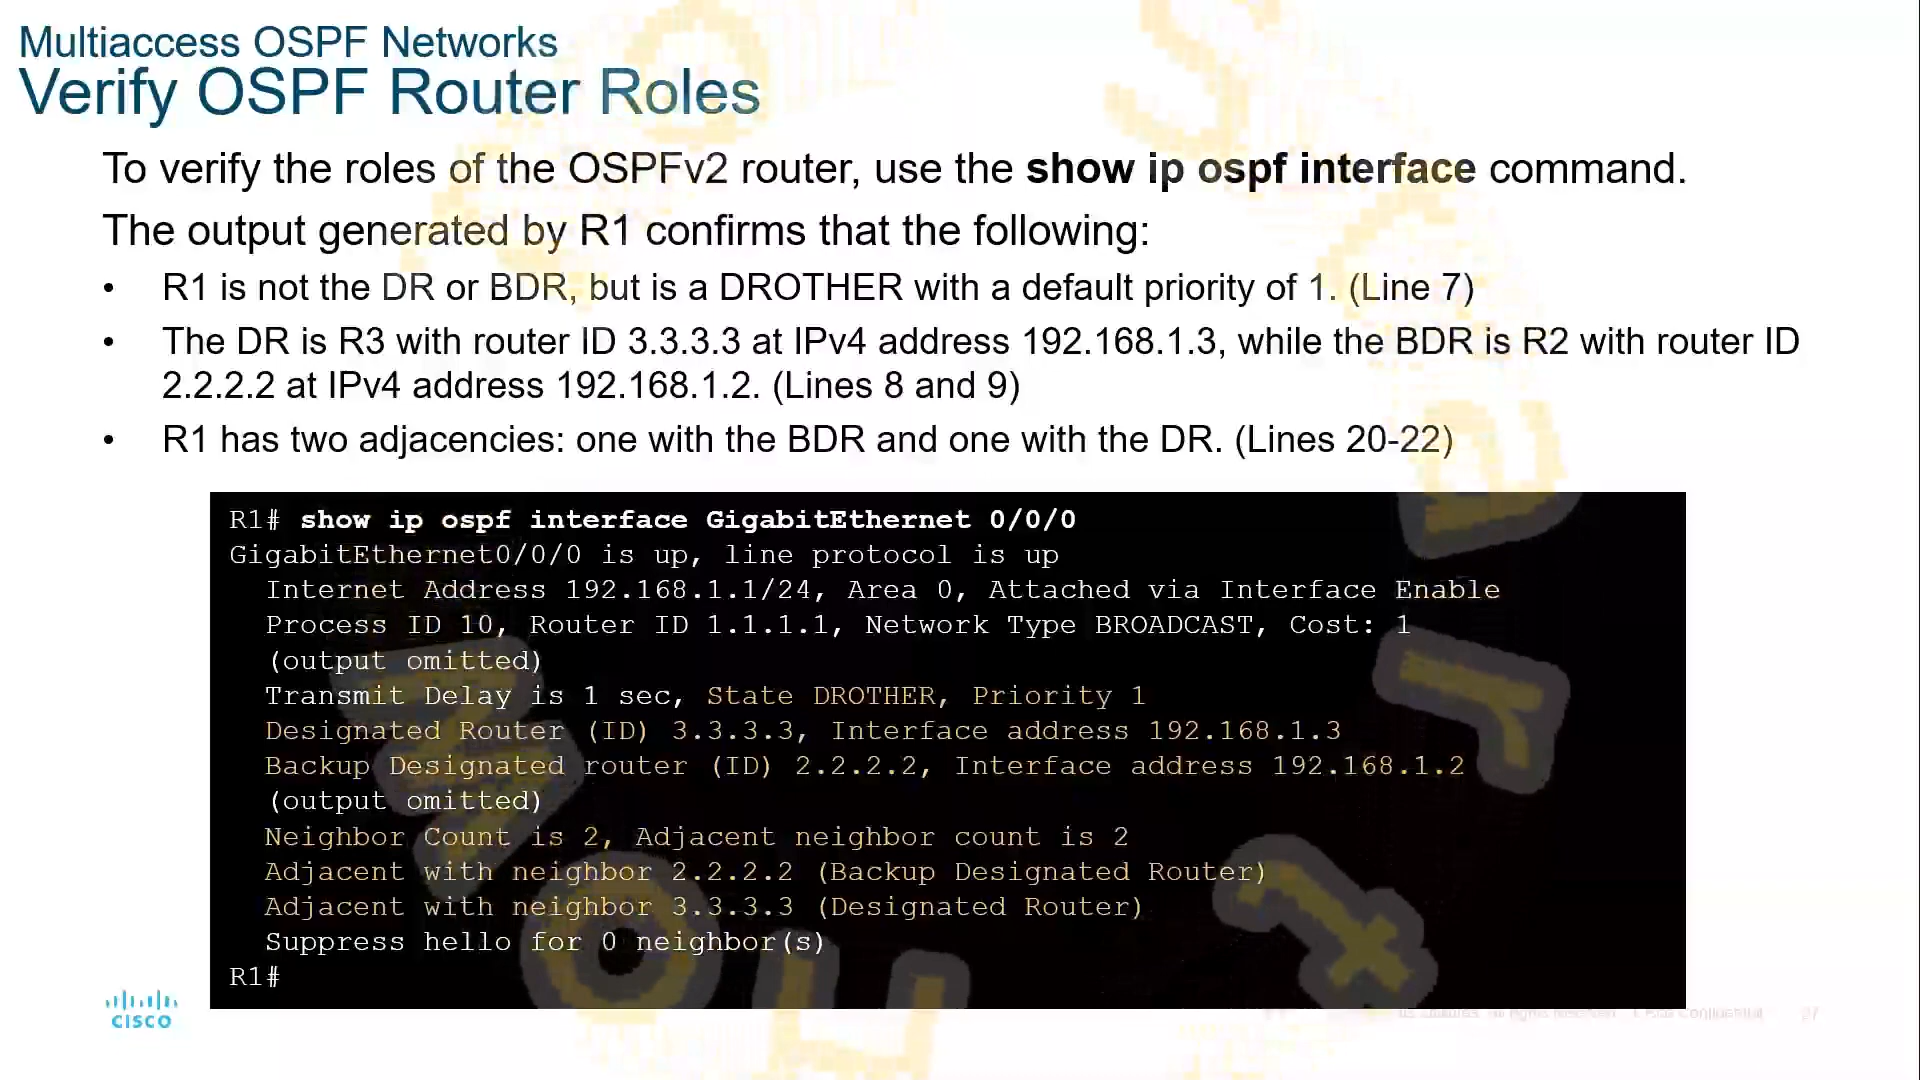 Multiaccess OSPF Networks
Verify OSPF Router Roles
To verify the roles of the OSPFv2 router, use the show ip ospf interface command.
The output generated by R1 confirms that the following:
• R1 is not the DR or BDR, but is a DROTHER with a default priority of 1. (Line 7)
• The DR is R3 with router ID 3.3.3.3 at IPv4 address 192.168.1.3, while the BDR is R2 with router ID
2.2.2.2 at IPv4 address 192.168.1.2. (Lines 8 and 9)
• R1 has two adjacencies: one with the BDR and one with the DR. (Lines 20-22)
R1# show ip ospf interface GigabitEthernet 0/0/0
GigabitEthernet0/0/0 is up, line protocol is up
Internet Address 192.168.1.1/24, Area 0, Attached via Interface Enable
Process ID 10, Router ID 1.1.1.1, Network Type BROADCAST, Cost: 1
(output omitted)
Transmit Delay is 1 sec, State DROTHER, Priority 1
Designated Router (ID) 3.3.3.3, Interface address 192.168.1.3
Backup Designated router (ID) 2.2.2.2, Interface address 192.168.1.2
(output omitted)
Neighbor Count is 2, Adjacent neighbor count is 2
Adjacent with neighbor 2.2.2.2 (Backup Designated Router)
Adjacent with neighbor 3.3.3.3 (Designated Router)
Suppress hello for 0 neighbor(s)
R1#
CISCO